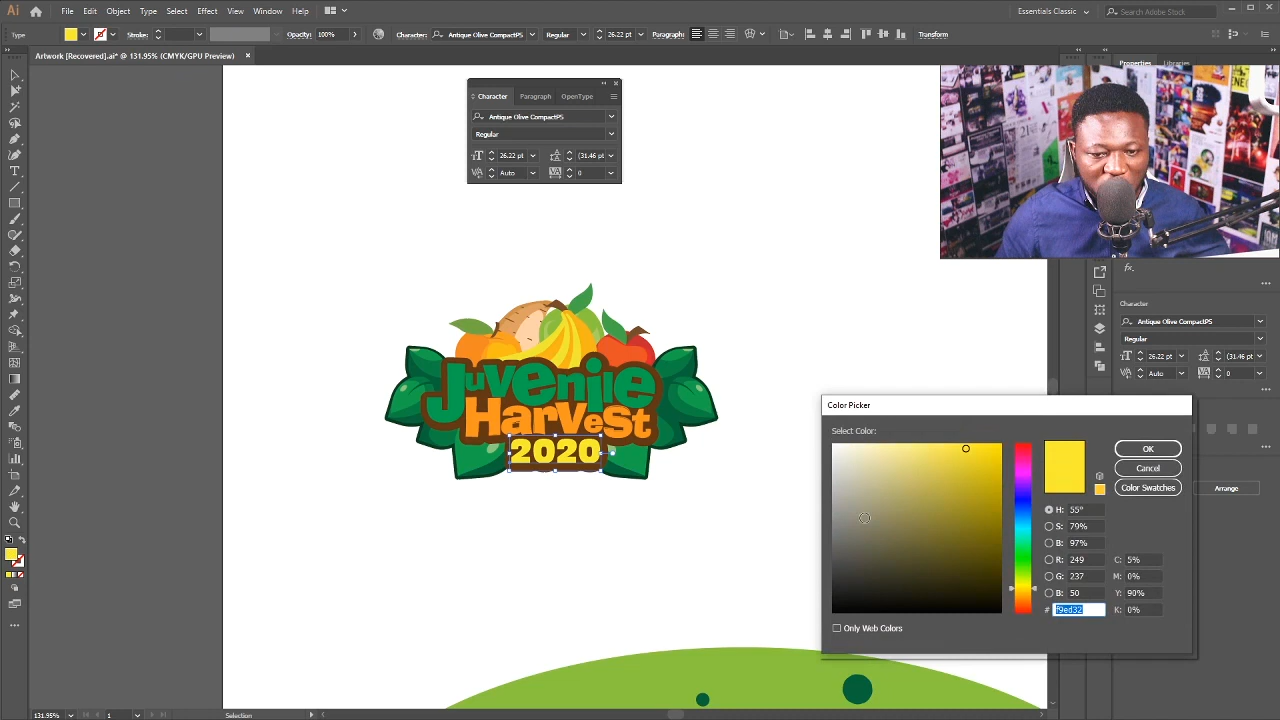 Ai File Edit Object Type Select Effect View Window Help Essentials Classic Search Adobe Stock
Type Stroke: Opacity: 100% Character: Antique Olive CompactPS Regular 26.22 pt Paragraph: Transform
Artwork [Recovered].ai* @ 131.95% (CMYK/GPU Preview)
Properties Libraries
Character Paragraph OpenType
Antique Olive CompactPS
Regular
26.22 pt (31.46 pt
Auto 0
Juvenile
Harvest
2020
fx.
Character
Antique Olive CompactPS
Regular
26.22 pt (31.46 pt
Auto 0
Arrange
Color Picker
Select Color:
OK
Cancel
Color Swatches
H: 55°
S: 79%
B: 97%
R: 249 C: 5%
G: 237 M: 0%
B: 50 Y: 90%
# f9ed32 K: 0%
Only Web Colors
131.95% 1 Selection